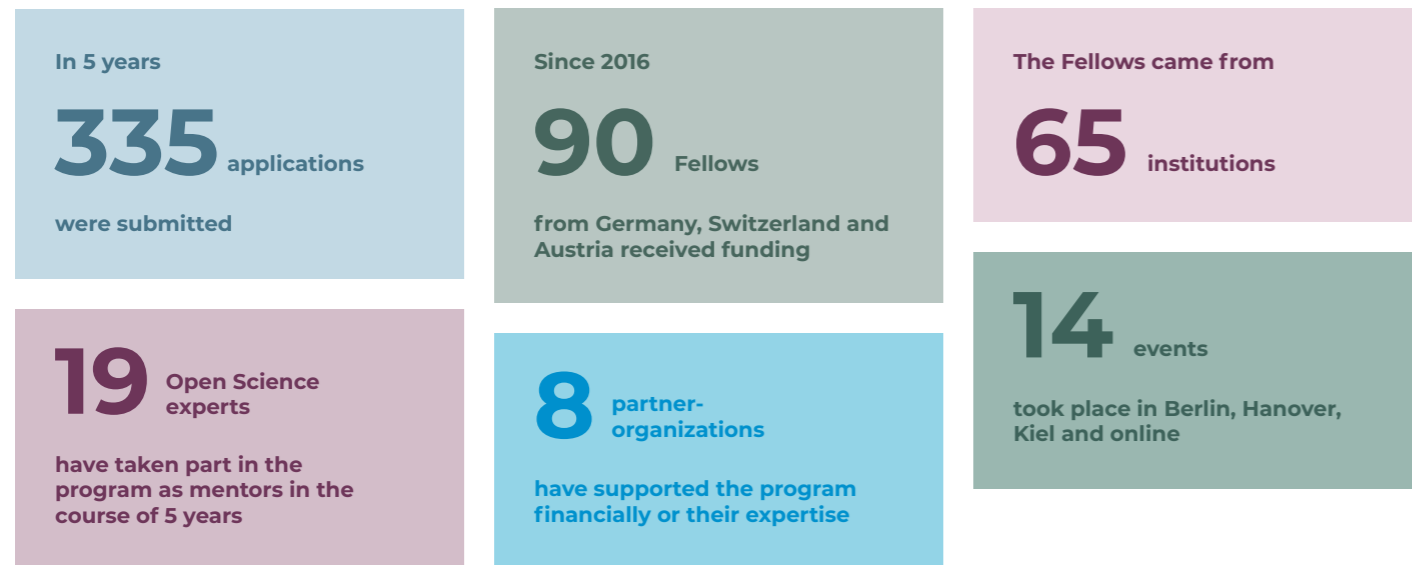 In 5 years
335 applications
were submitted
Since 2016
90 Fellows
from Germany, Switzerland and
Austria received funding
The Fellows came from
65 institutions
19 Open Science
experts
have taken part in the
program as mentors in the
course of 5 years
8 partner-
organizations
have supported the program
financially or their expertise
14 events
took place in Berlin, Hanover,
Kiel and online